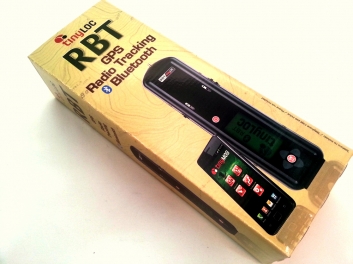 tinyLoc
RBT
GPS
Radio Tracking
Bluetooth